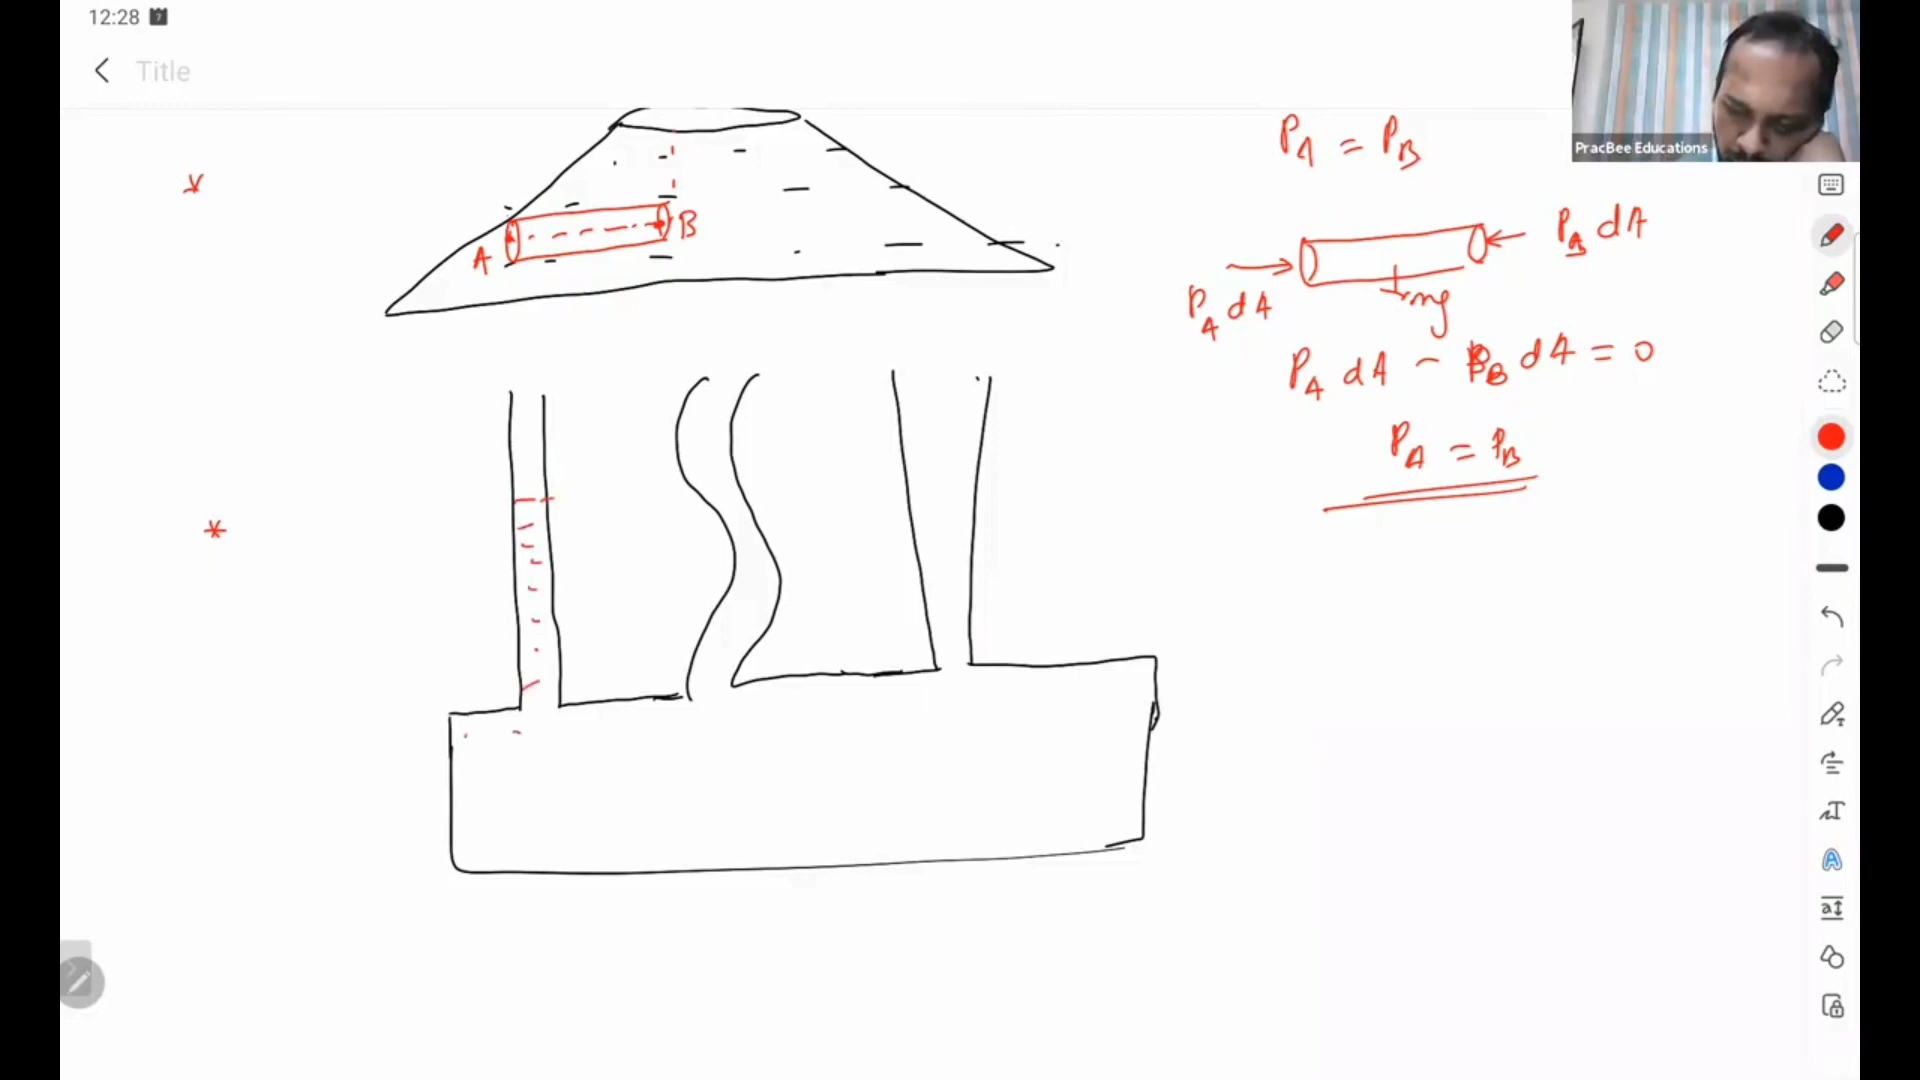 12:28 7
Title
PracBee Educations
*
P_A = P_B
A B
P_A dA
P_B dA
mg
P_A dA - P_B dA = 0
P_A = P_B
*